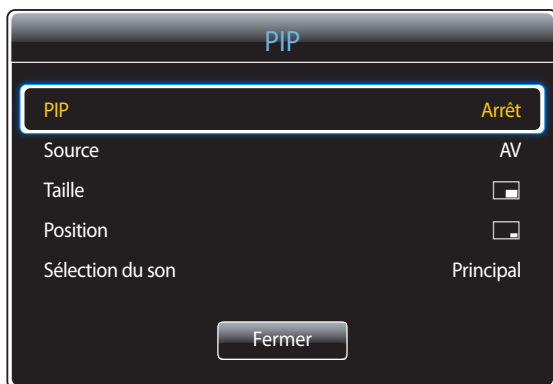 PIP
PIP Arrêt
Source AV
Taille
Position
Sélection du son Principal
Fermer